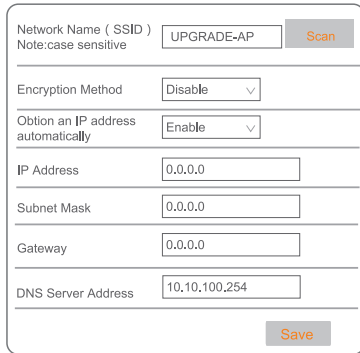 Network Name ( SSID ) UPGRADE-AP Scan
Note:case sensitive
Encryption Method Disable
Obtion an IP address
automatically Enable
IP Address 0.0.0.0
Subnet Mask 0.0.0.0
Gateway 0.0.0.0
DNS Server Address 10.10.100.254
Save